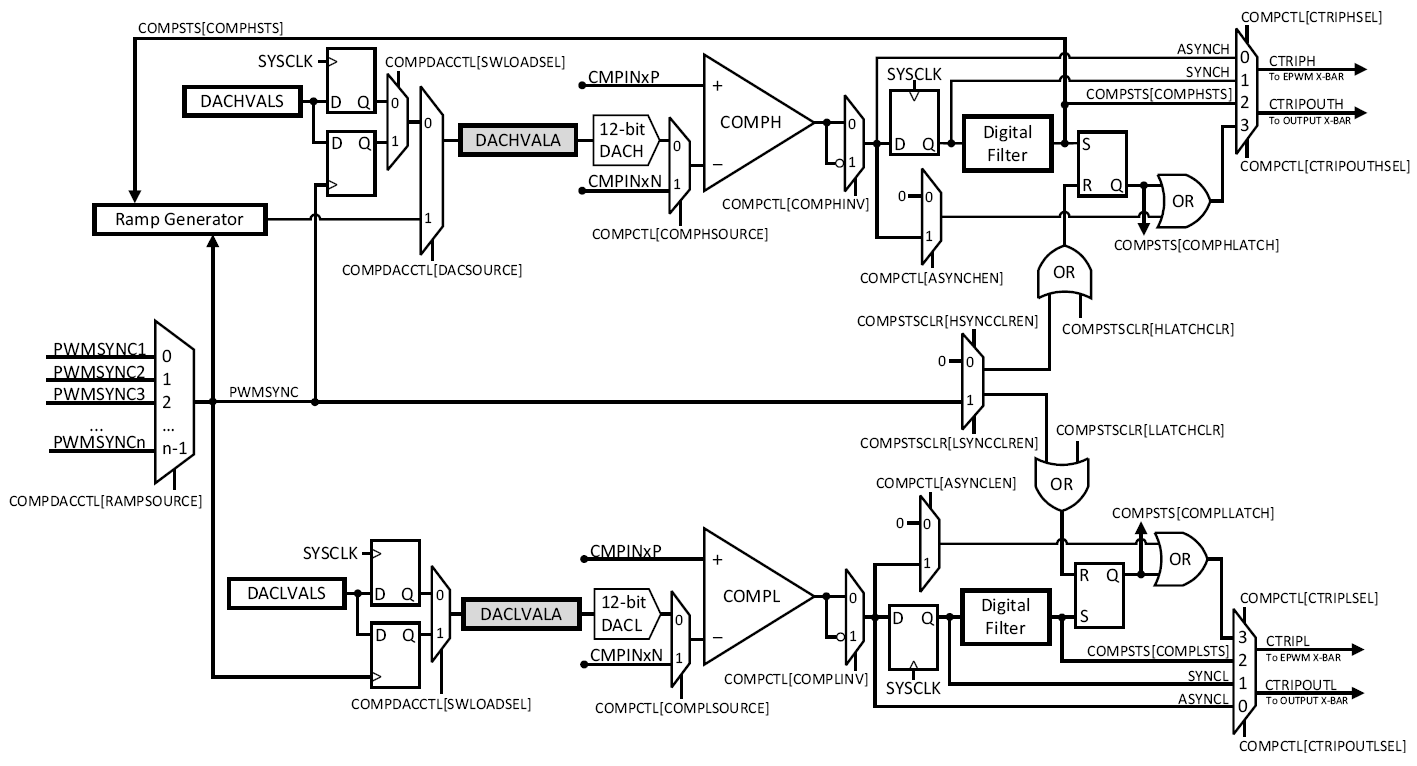 COMPSTS[COMPHSTS]
COMPCTL[CTRIPHSEL]
SYSCLK
COMPDACCTL[SWLOADSEL]
DACHVALS
D Q
D Q
0
1
0
1
DACHVALA
12-bit
DACH
CMPINxP
CMPINxN
0
1
+
−
COMPH
0
1
COMPCTL[COMPHINV]
COMPCTL[COMPHSOURCE]
SYSCLK
D Q
Digital
Filter
ASYNCH
SYNCH
COMPSTS[COMPHSTS]
0
1
2
3
CTRIPH
To EPWM X-BAR
CTRIPOUTH
To OUTPUT X-BAR
COMPCTL[CTRIPOUTHSEL]
S
R Q
OR
COMPSTS[COMPHLATCH]
0
0
1
COMPCTL[ASYNCHEN]
Ramp Generator
COMPDACCTL[DACSOURCE]
OR
COMPSTSCLR[HLATCHCLR]
COMPSTSCLR[HSYNCCLREN]
0
0
1
COMPSTSCLR[LSYNCCLREN]
PWMSYNC1
PWMSYNC2
PWMSYNC3
...
PWMSYNCn
0
1
2
...
n-1
PWMSYNC
COMPDACCTL[RAMPSOURCE]
COMPSTSCLR[LLATCHCLR]
OR
COMPCTL[ASYNCLEN]
0
0
1
COMPSTS[COMPLLATCH]
OR
R Q
S
SYSCLK
DACLVALS
D Q
D Q
0
1
COMPDACCTL[SWLOADSEL]
DACLVALA
12-bit
DACL
CMPINxP
CMPINxN
0
1
COMPCTL[COMPLSOURCE]
+
−
COMPL
0
1
COMPCTL[COMPLINV]
D Q
SYSCLK
Digital
Filter
COMPSTS[COMPLSTS]
SYNCL
ASYNCL
COMPCTL[CTRIPLSEL]
3
2
1
0
CTRIPL
To EPWM X-BAR
CTRIPOUTL
To OUTPUT X-BAR
COMPCTL[CTRIPOUTLSEL]